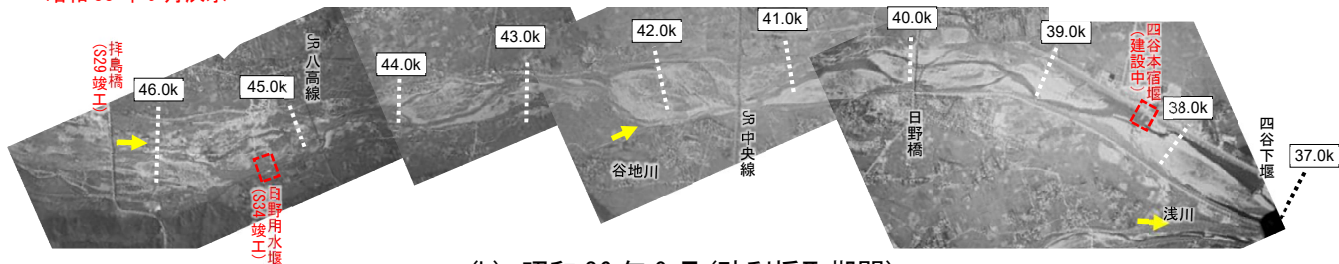 拝島橋
(S29竣工)
46.0k
45.0k
JR八高線
日野用水堰
(S34竣工)
44.0k
43.0k
42.0k
谷地川
41.0k
JR中央線
40.0k
日野橋
39.0k
四谷本宿堰
(建設中)
38.0k
浅川
四谷下堰
37.0k